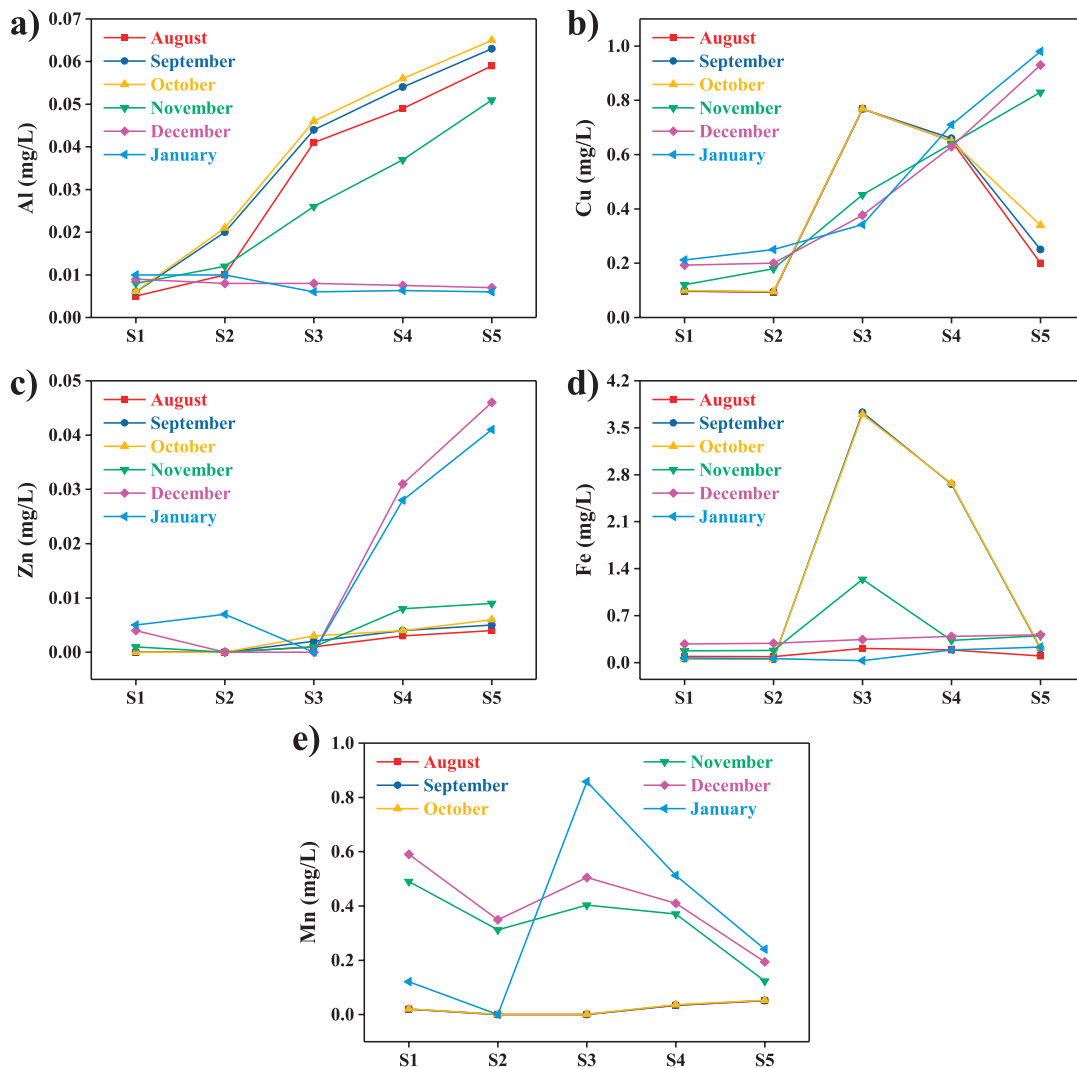 a)
Al (mg/L)
0.07
0.06
0.05
0.04
0.03
0.02
0.01
0.00
August
September
October
November
December
January
S1 S2 S3 S4 S5
b)
Cu (mg/L)
1.0
0.8
0.6
0.4
0.2
0.0
August
September
October
November
December
January
S1 S2 S3 S4 S5
c)
Zn (mg/L)
0.05
0.04
0.03
0.02
0.01
0.00
August
September
October
November
December
January
S1 S2 S3 S4 S5
d)
Fe (mg/L)
4.2
3.5
2.8
2.1
1.4
0.7
0.0
August
September
October
November
December
January
S1 S2 S3 S4 S5
e)
Mn (mg/L)
1.0
0.8
0.6
0.4
0.2
0.0
August
September
October
November
December
January
S1 S2 S3 S4 S5